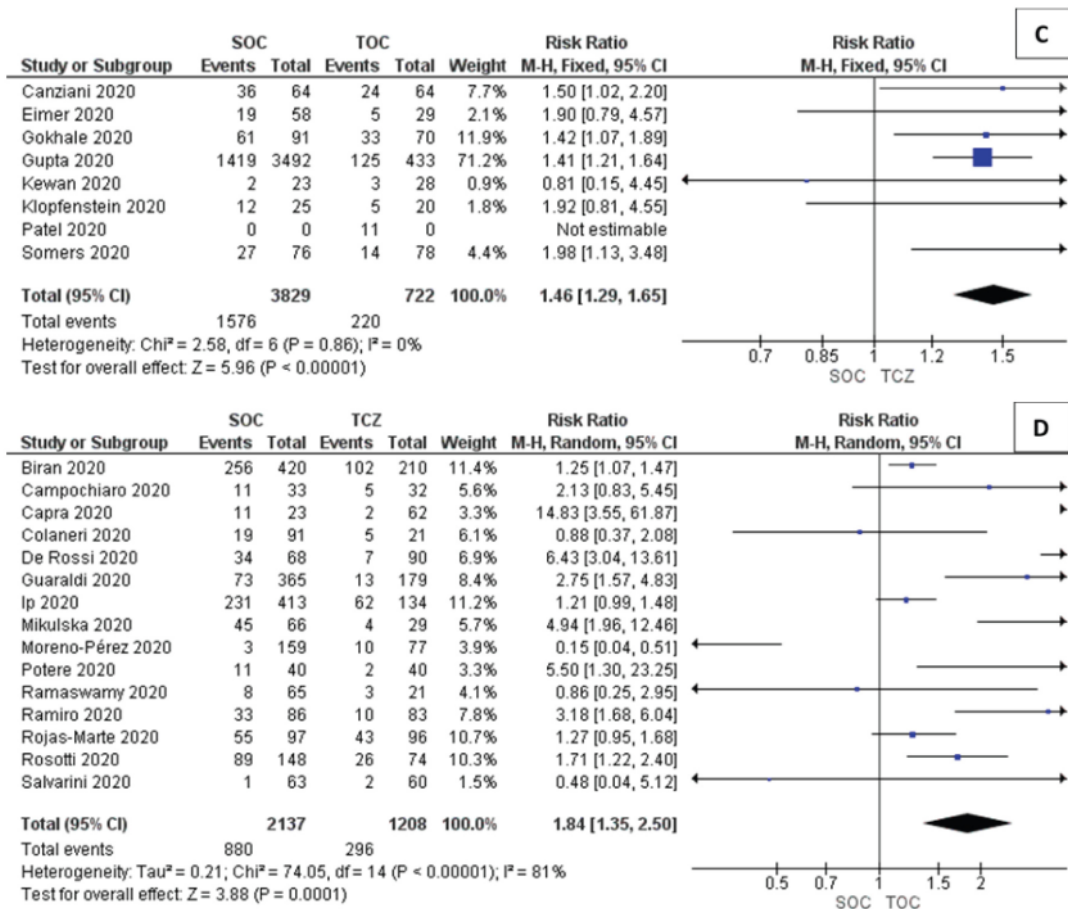 C
SOC TOC Risk Ratio Risk Ratio
Study or Subgroup Events Total Events Total Weight M-H, Fixed, 95% CI M-H, Fixed, 95% CI
Canziani 2020 36 64 24 64 7.7% 1.50 [1.02, 2.20]
Eimer 2020 19 58 5 29 2.1% 1.90 [0.79, 4.57]
Gokhale 2020 61 91 33 70 11.9% 1.42 [1.07, 1.89]
Gupta 2020 1419 3492 125 433 71.2% 1.41 [1.21, 1.64]
Kewan 2020 2 23 3 28 0.9% 0.81 [0.15, 4.45]
Klopfenstein 2020 12 25 5 20 1.8% 1.92 [0.81, 4.55]
Patel 2020 0 0 11 0 Not estimable
Somers 2020 27 76 14 78 4.4% 1.98 [1.13, 3.48]
Total (95% CI) 3829 722 100.0% 1.46 [1.29, 1.65]
Total events 1576 220
Heterogeneity: Chi² = 2.58, df = 6 (P = 0.86); I² = 0%
Test for overall effect: Z = 5.96 (P < 0.00001)
0.7 0.85 1 1.2 1.5
SOC TCZ
D
SOC TCZ Risk Ratio Risk Ratio
Study or Subgroup Events Total Events Total Weight M-H, Random, 95% CI M-H, Random, 95% CI
Biran 2020 256 420 102 210 11.4% 1.25 [1.07, 1.47]
Campochiaro 2020 11 33 5 32 5.6% 2.13 [0.83, 5.45]
Capra 2020 11 23 2 62 3.3% 14.83 [3.55, 61.87]
Colaneri 2020 19 91 5 21 6.1% 0.88 [0.37, 2.08]
De Rossi 2020 34 68 7 90 6.9% 6.43 [3.04, 13.61]
Guaraldi 2020 73 365 13 179 8.4% 2.75 [1.57, 4.83]
Ip 2020 231 413 62 134 11.2% 1.21 [0.99, 1.48]
Mikulska 2020 45 66 4 29 5.7% 4.94 [1.96, 12.46]
Moreno-Pérez 2020 3 159 10 77 3.9% 0.15 [0.04, 0.51]
Potere 2020 11 40 2 40 3.3% 5.50 [1.30, 23.25]
Ramaswamy 2020 8 65 3 21 4.1% 0.86 [0.25, 2.95]
Ramiro 2020 33 86 10 83 7.8% 3.18 [1.68, 6.04]
Rojas-Marte 2020 55 97 43 96 10.7% 1.27 [0.95, 1.68]
Rosotti 2020 89 148 26 74 10.3% 1.71 [1.22, 2.40]
Salvarini 2020 1 63 2 60 1.5% 0.48 [0.04, 5.12]
Total (95% CI) 2137 1208 100.0% 1.84 [1.35, 2.50]
Total events 880 296
Heterogeneity: Tau² = 0.21; Chi² = 74.05, df = 14 (P < 0.00001); I² = 81%
Test for overall effect: Z = 3.88 (P = 0.0001)
0.5 0.7 1 1.5 2
SOC TOC